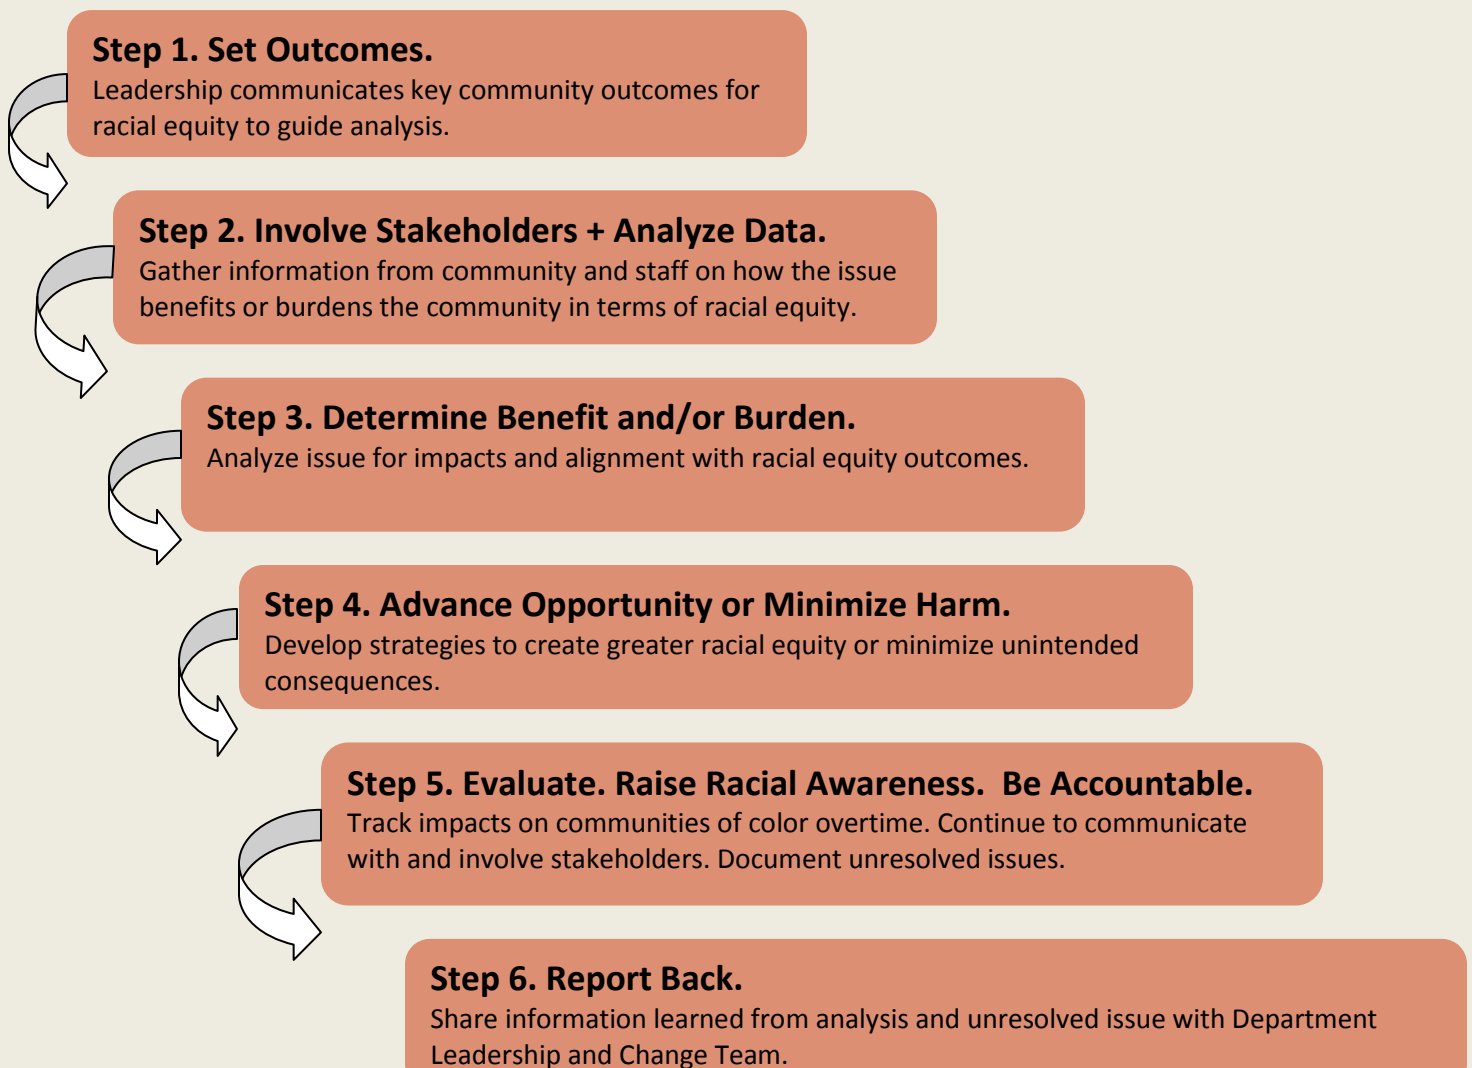 Step 1. Set Outcomes.
Leadership communicates key community outcomes for
racial equity to guide analysis.
Step 2. Involve Stakeholders + Analyze Data.
Gather information from community and staff on how the issue
benefits or burdens the community in terms of racial equity.
Step 3. Determine Benefit and/or Burden.
Analyze issue for impacts and alignment with racial equity outcomes.
Step 4. Advance Opportunity or Minimize Harm.
Develop strategies to create greater racial equity or minimize unintended
consequences.
Step 5. Evaluate. Raise Racial Awareness.  Be Accountable.
Track impacts on communities of color overtime. Continue to communicate
with and involve stakeholders. Document unresolved issues.
Step 6. Report Back.
Share information learned from analysis and unresolved issue with Department
Leadership and Change Team.